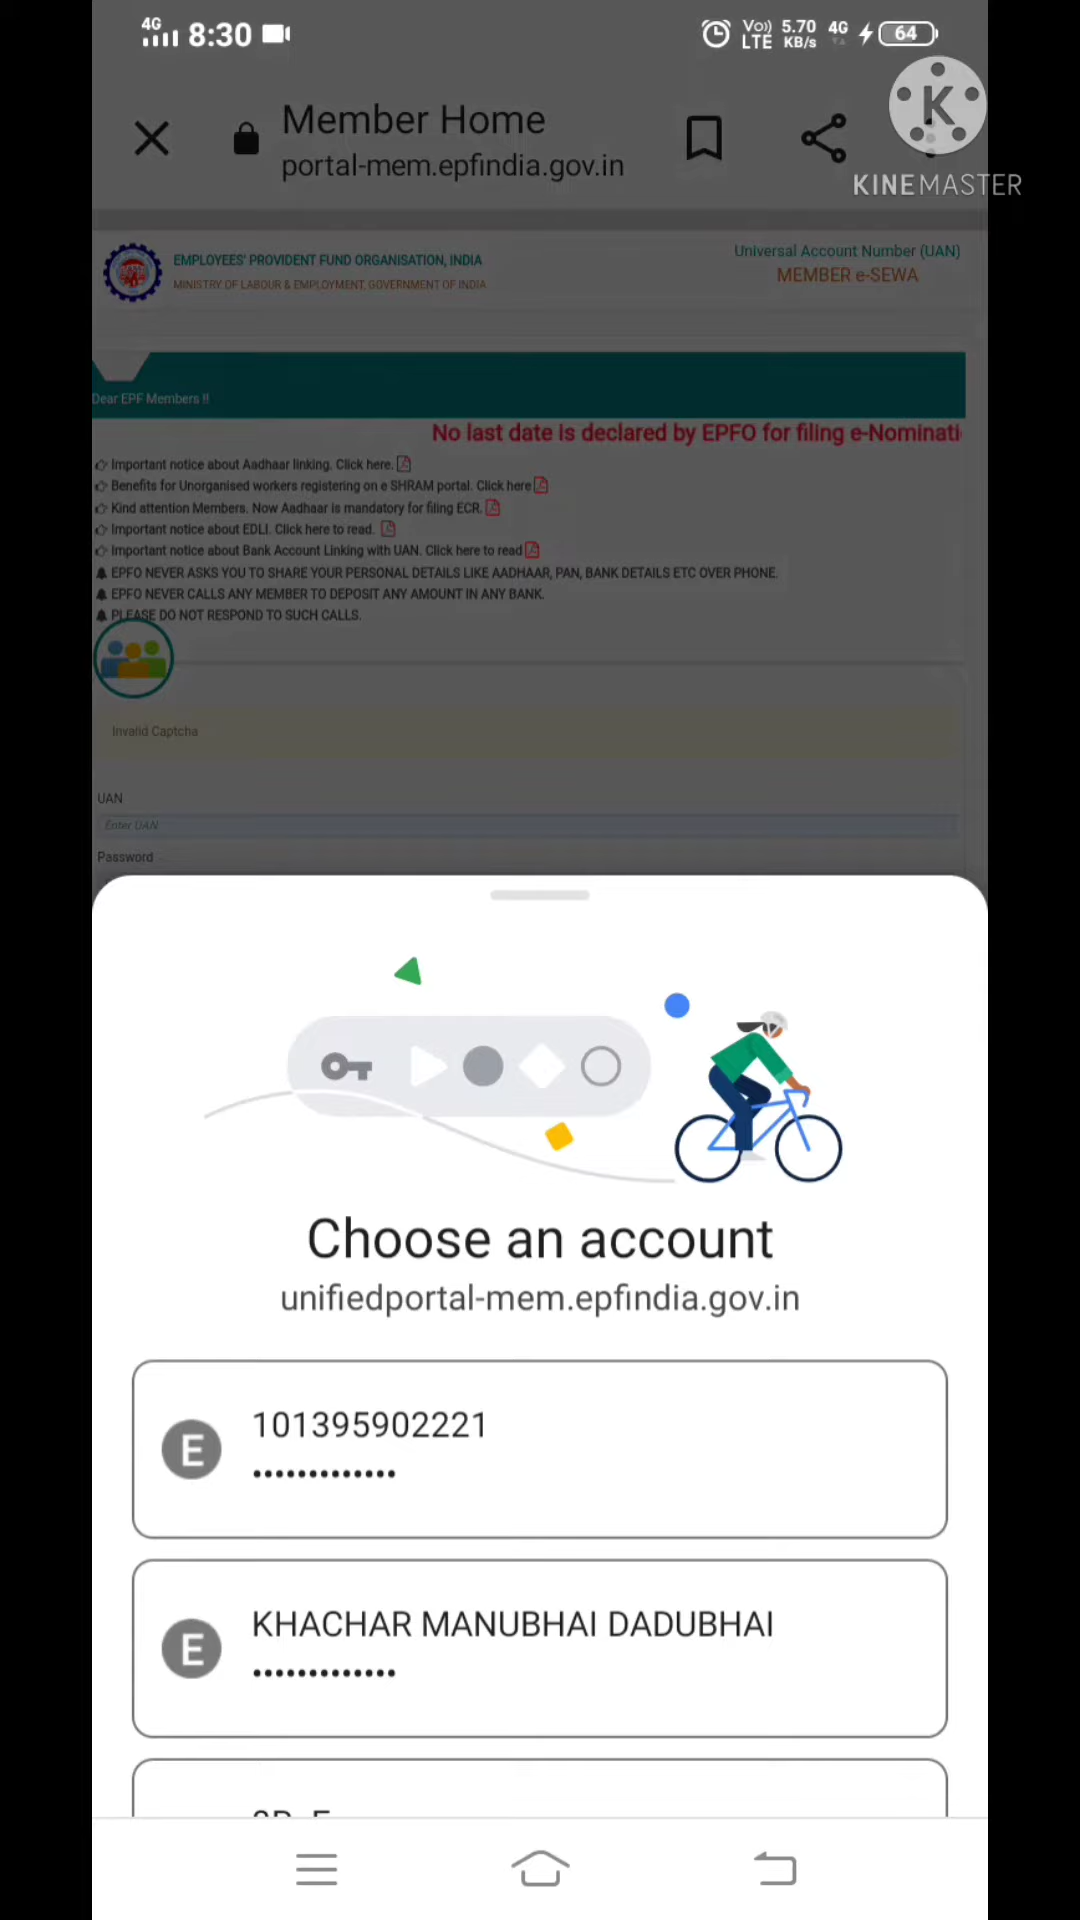 4G 8:30 Vo)) LTE 5.70 KB/s 4G 64
Member Home
portal-mem.epfindia.gov.in
K
KINEMASTER
EMPLOYEES' PROVIDENT FUND ORGANISATION, INDIA
MINISTRY OF LABOUR & EMPLOYMENT, GOVERNMENT OF INDIA
Universal Account Number (UAN)
MEMBER e-SEWA
Dear EPF Members !!
No last date is declared by EPFO for filing e-Nominati
Important notice about Aadhaar linking. Click here.
Benefits for Unorganised workers registering on e SHRAM portal. Click here
Kind attention Members. Now Aadhaar is mandatory for filing ECR.
Important notice about EDLI. Click here to read.
Important notice about Bank Account Linking with UAN. Click here to read
EPFO NEVER ASKS YOU TO SHARE YOUR PERSONAL DETAILS LIKE AADHAAR, PAN, BANK DETAILS ETC OVER PHONE.
EPFO NEVER CALLS ANY MEMBER TO DEPOSIT ANY AMOUNT IN ANY BANK.
PLEASE DO NOT RESPOND TO SUCH CALLS.
Invalid Captcha
UAN
Enter UAN
Password
Choose an account
unifiedportal-mem.epfindia.gov.in
E
101395902221
•••••••••••••
E
KHACHAR MANUBHAI DADUBHAI
•••••••••••••